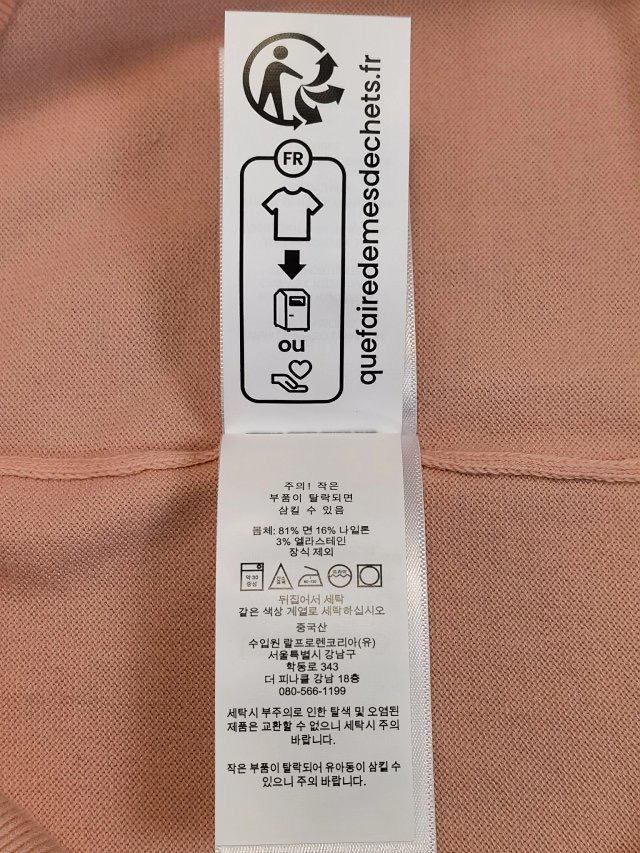 quefairedemesdechets.fr
FR
ou
주의! 작은
부품이 탈락되면
삼킬 수 있음
몸체: 81% 면 16% 나일론
3% 엘라스테인
장식 제외
약 30
중성
뒤집어서 세탁
같은 색상 계열로 세탁하십시오
중국산
수입원 랄프로렌코리아(유)
서울특별시 강남구
학동로 343
더 피나클 강남 18층
080-566-1199
세탁시 부주의로 인한 탈색 및 오염된
제품은 교환할 수 없으니 세탁시 주의
바랍니다.
작은 부품이 탈락되어 유아동이 삼킬 수
있으니 주의 바랍니다.